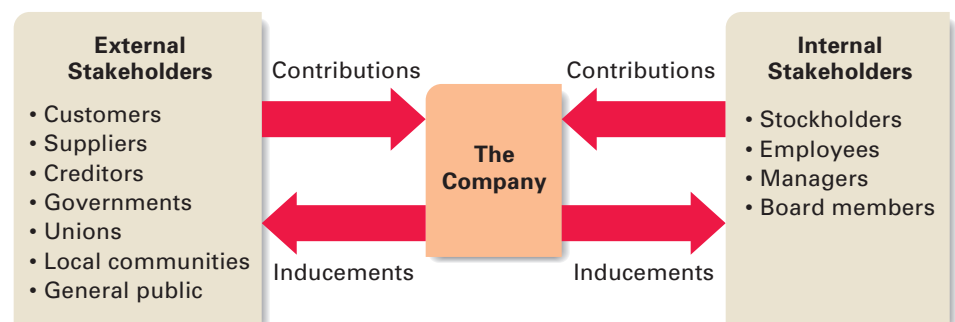 External
Stakeholders
• Customers
• Suppliers
• Creditors
• Governments
• Unions
• Local communities
• General public
Contributions
Inducements
The
Company
Contributions
Inducements
Internal
Stakeholders
• Stockholders
• Employees
• Managers
• Board members